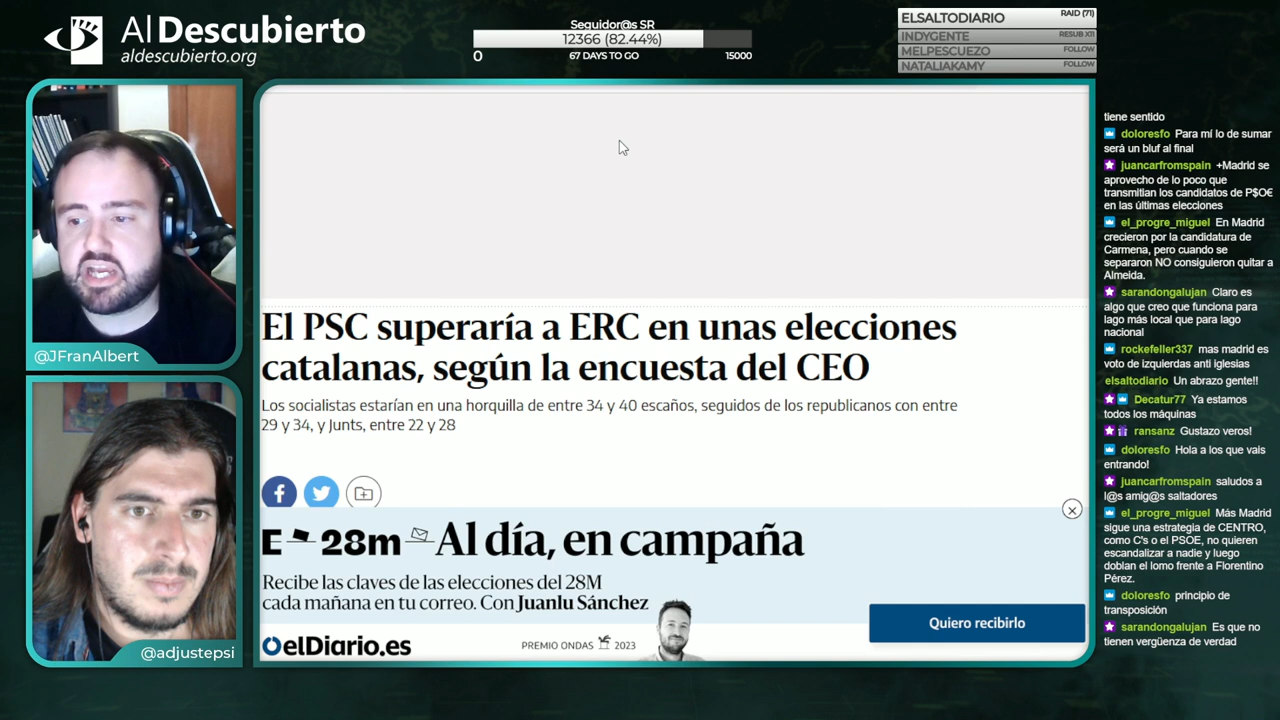 Al Descubierto
aldescubierto.org
Seguidor@s SR
12366 (82.44%)
0
67 DAYS TO GO
15000
ELSALTODIARIO
RAID (71)
INDYGENTE
RESUB X11
MELPESCUEZO
FOLLOW
NATALIAKAMY
FOLLOW
@JFranAlbert
@adjustepsi
El PSC superaría a ERC en unas elecciones
catalanas, según la encuesta del CEO
Los socialistas estarían en una horquilla de entre 34 y 40 escaños, seguidos de los republicanos con entre
29 y 34, y Junts, entre 22 y 28
E 28m Al día, en campaña
Recibe las claves de las elecciones del 28M
cada mañana en tu correo. Con Juanlu Sánchez
elDiario.es
PREMIO ONDAS 2023
Quiero recibirlo
tiene sentido
doloresfo Para mí lo de sumar
será un bluf al final
juancarfromspain +Madrid se
aprovecho de lo poco que
transmitian los candidatos de P$O€
en las últimas elecciones
el_progre_miguel En Madrid
crecieron por la candidatura de
Carmena, pero cuando se
separaron NO consiguieron quitar a
Almeida.
sarandongalujan Claro es
algo que creo que funciona para
lago más local que para lago
nacional
rockefeller337 mas madrid es
voto de izquierdas anti iglesias
elsaltodiario Un abrazo gente!!
Decatur77 Ya estamos
todos los máquinas
ransanz Gustazo veros!
doloresfo Hola a los que vais
entrando!
juancarfromspain saludos a
l@s amig@s saltadores
el_progre_miguel Más Madrid
sigue una estrategia de CENTRO,
como C's o el PSOE, no quieren
escandalizar a nadie y luego
doblan el lomo frente a Florentino
Pérez.
doloresfo principio de
transposición
sarandongalujan Es que no
tienen vergüenza de verdad